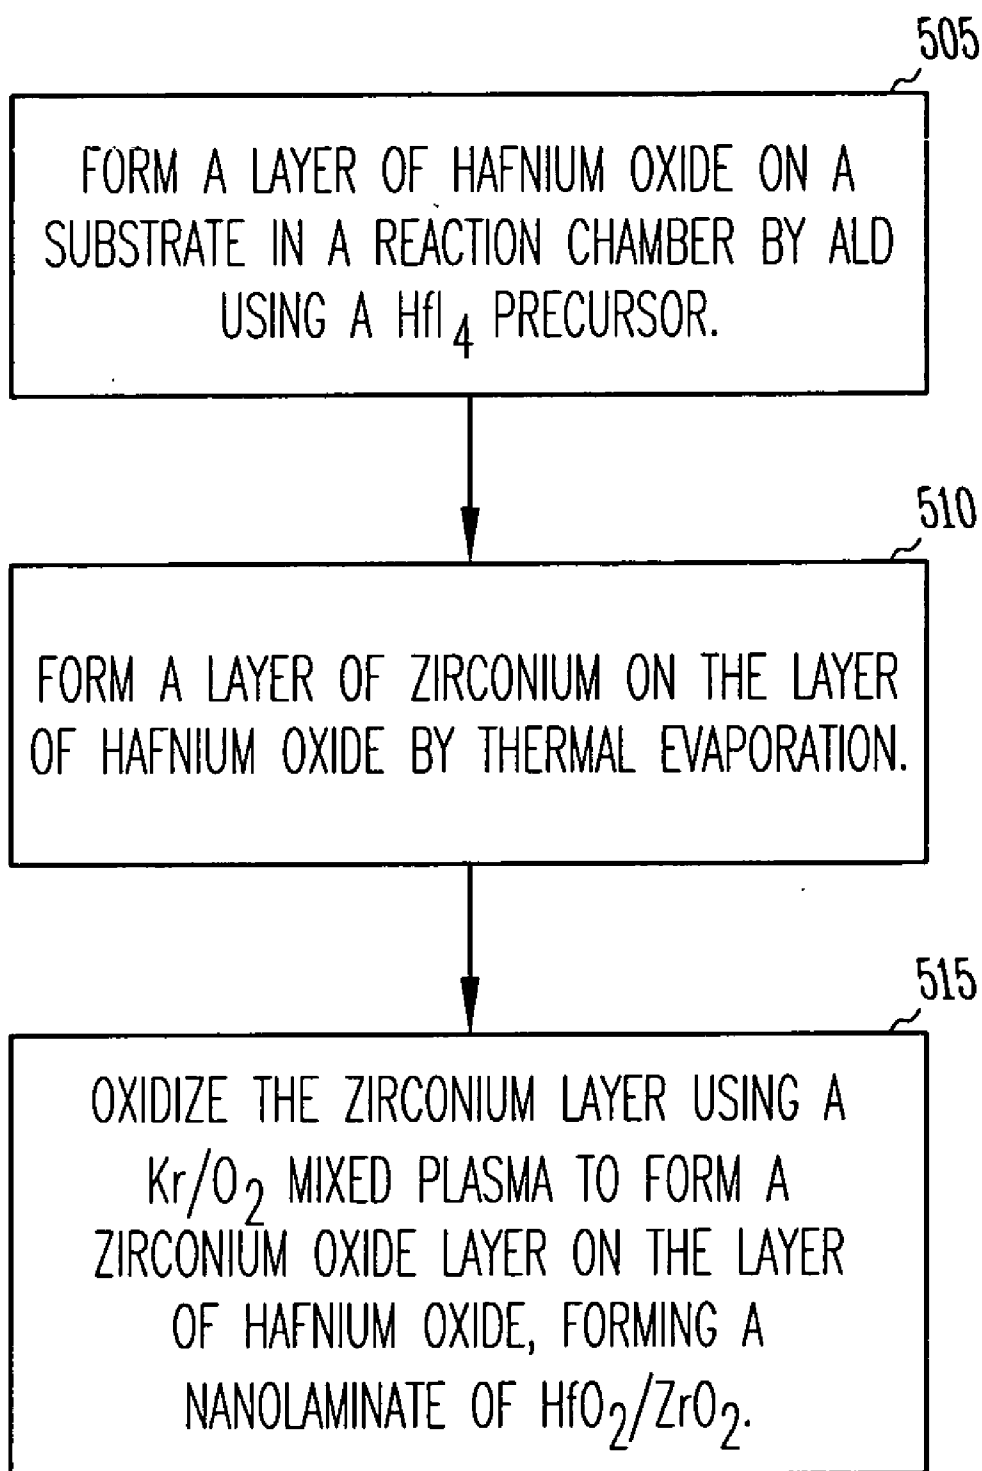 505
FORM A LAYER OF HAFNIUM OXIDE ON A
SUBSTRATE IN A REACTION CHAMBER BY ALD
USING A HfI4 PRECURSOR.
510
FORM A LAYER OF ZIRCONIUM ON THE LAYER
OF HAFNIUM OXIDE BY THERMAL EVAPORATION.
515
OXIDIZE THE ZIRCONIUM LAYER USING A
Kr/O2 MIXED PLASMA TO FORM A
ZIRCONIUM OXIDE LAYER ON THE LAYER
OF HAFNIUM OXIDE, FORMING A
NANOLAMINATE OF HfO2/ZrO2.